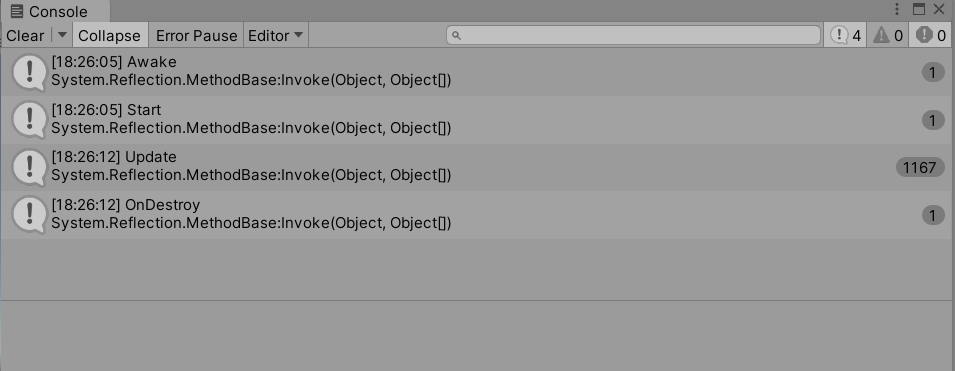 Console
Clear Collapse Error Pause Editor 4 0 0
[18:26:05] Awake
System.Reflection.MethodBase:Invoke(Object, Object[]) 1
[18:26:05] Start
System.Reflection.MethodBase:Invoke(Object, Object[]) 1
[18:26:12] Update
System.Reflection.MethodBase:Invoke(Object, Object[]) 1167
[18:26:12] OnDestroy
System.Reflection.MethodBase:Invoke(Object, Object[]) 1